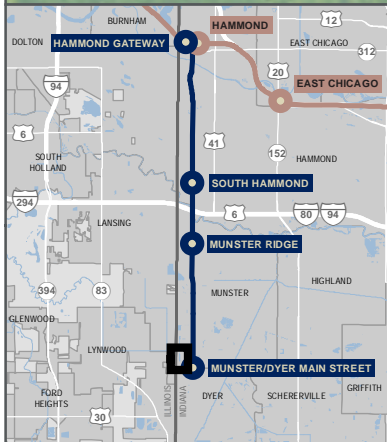 BURNHAM
HAMMOND
12
DOLTON
HAMMOND GATEWAY
EAST CHICAGO
312
94
20
EAST CHICAGO
6
41
SOUTH
HOLLAND
152
HAMMOND
SOUTH HAMMOND
294
6
80
94
LANSING
MUNSTER RIDGE
HIGHLAND
394
83
MUNSTER
GLENWOOD
LYNWOOD
MUNSTER/DYER MAIN STREET
ILLINOIS
INDIANA
FORD
HEIGHTS
DYER
SCHERERVILLE
GRIFFITH
30